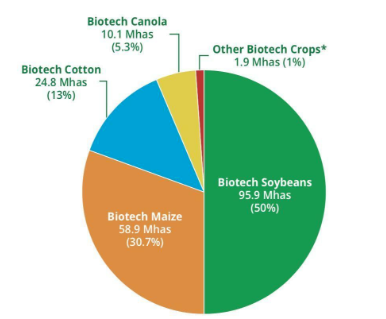 Biotech Canola
10.1 Mhas
(5.3%)
Other Biotech Crops*
1.9 Mhas (1%)
Biotech Cotton
24.8 Mhas
(13%)
Biotech Soybeans
95.9 Mhas
(50%)
Biotech Maize
58.9 Mhas
(30.7%)